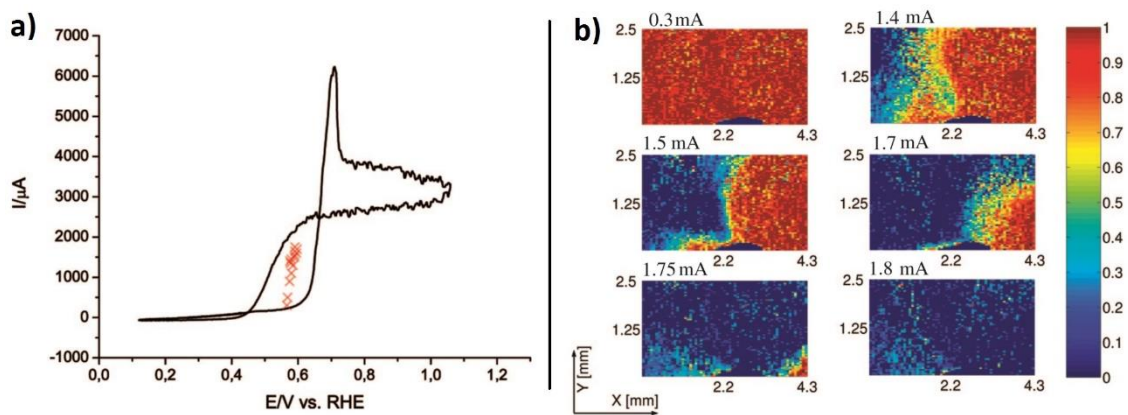 a)
7000
6000
5000
4000
3000
2000
1000
0
-1000
I/µA
0,0 0,2 0,4 0,6 0,8 1,0 1,2
E/V vs. RHE
b)
0.3mA
2.5
1.25
2.2 4.3
1.4 mA
2.5
1.25
2.2 4.3
1.5 mA
2.5
1.25
2.2 4.3
1.7 mA
2.5
1.25
2.2 4.3
1.75mA
2.5
1.25
2.2 4.3
1.8 mA
2.5
1.25
2.2 4.3
Y [mm]
X [mm]
1
0.9
0.8
0.7
0.6
0.5
0.4
0.3
0.2
0.1
0